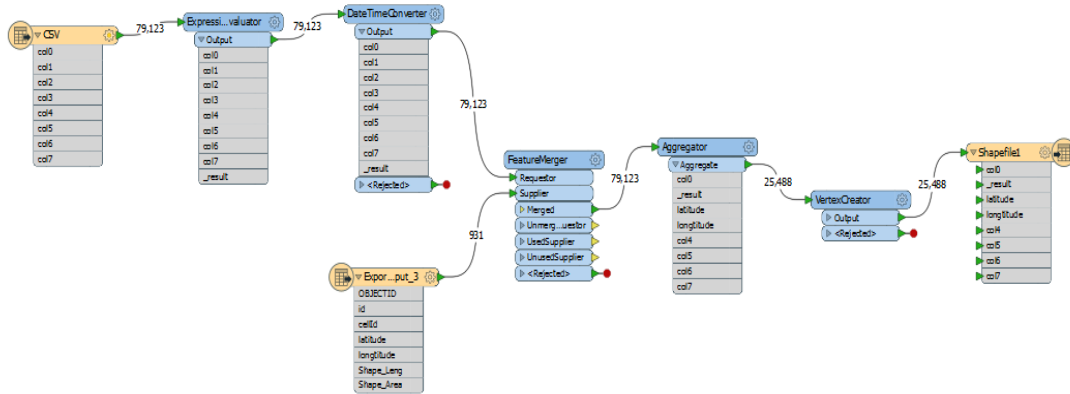 CSV
col0
col1
col2
col3
col4
col5
col6
col7
79,123
Expressi...valuator
Output
col0
col1
col2
col3
col4
col5
col6
col7
_result
79,123
DateTimeConverter
Output
col0
col1
col2
col3
col4
col5
col6
col7
_result
<Rejected>
79,123
Expor...put_3
OBJECTID
id
cellId
latitude
longtitude
Shape_Leng
Shape_Area
931
FeatureMerger
Requestor
Supplier
Merged
Unmerg...uestor
UsedSupplier
UnusedSupplier
<Rejected>
79,123
Aggregator
Aggregate
col0
_result
latitude
longtitude
col4
col5
col6
col7
25,488
VertexCreator
Output
<Rejected>
25,488
Shapefile1
col0
_result
latitude
longtitude
col4
col5
col6
col7